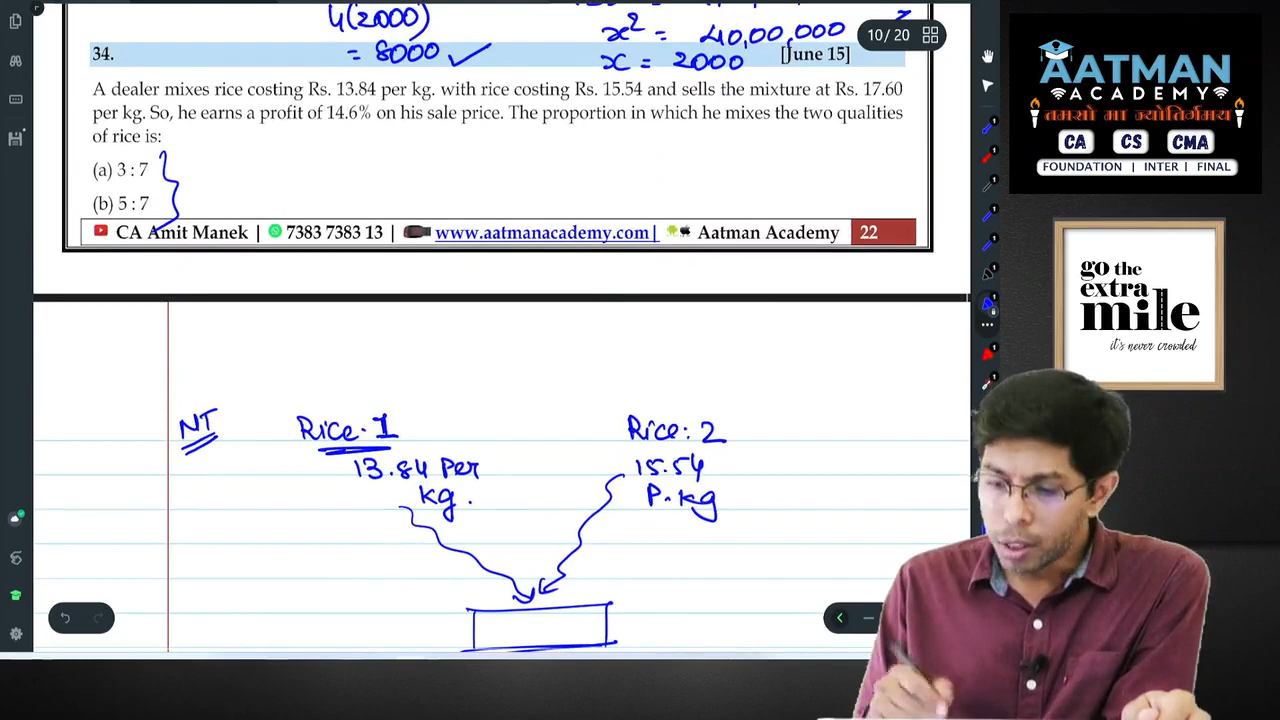 4(2000)
= 8000
x² = 40,00,000
x = 2000
10/20
34.
[June 15]
A dealer mixes rice costing Rs. 13.84 per kg. with rice costing Rs. 15.54 and sells the mixture at Rs. 17.60
per kg. So, he earns a profit of 14.6% on his sale price. The proportion in which he mixes the two qualities
of rice is:
(a) 3 : 7
(b) 5 : 7
CA Amit Manek | 7383 7383 13 | www.aatmanacademy.com| Aatman Academy 22
NT
Rice. 1
13.84 Per
kg.
Rice: 2
15.54
P. kg
AATMAN
ACADEMY
तमसो मा ज्योतिर्गमय
CA CS CMA
FOUNDATION | INTER | FINAL
go the
extra
mile
it's never crowded